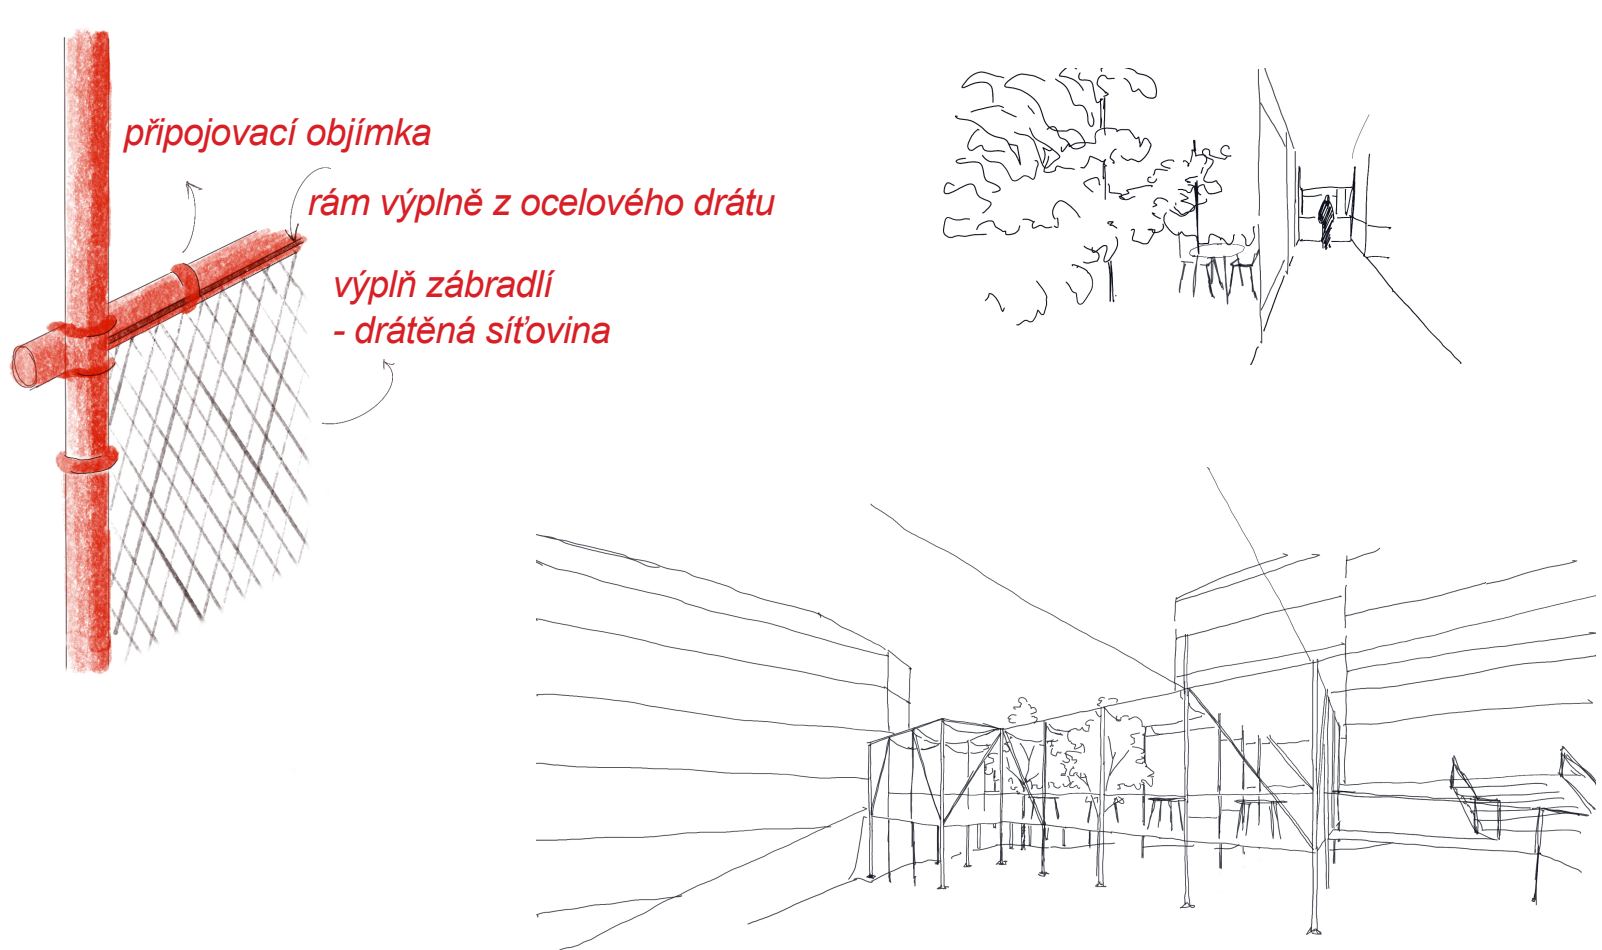 připojovací objímka
rám výplně z ocelového drátu
výplň zábradlí
- drátěná síťovina